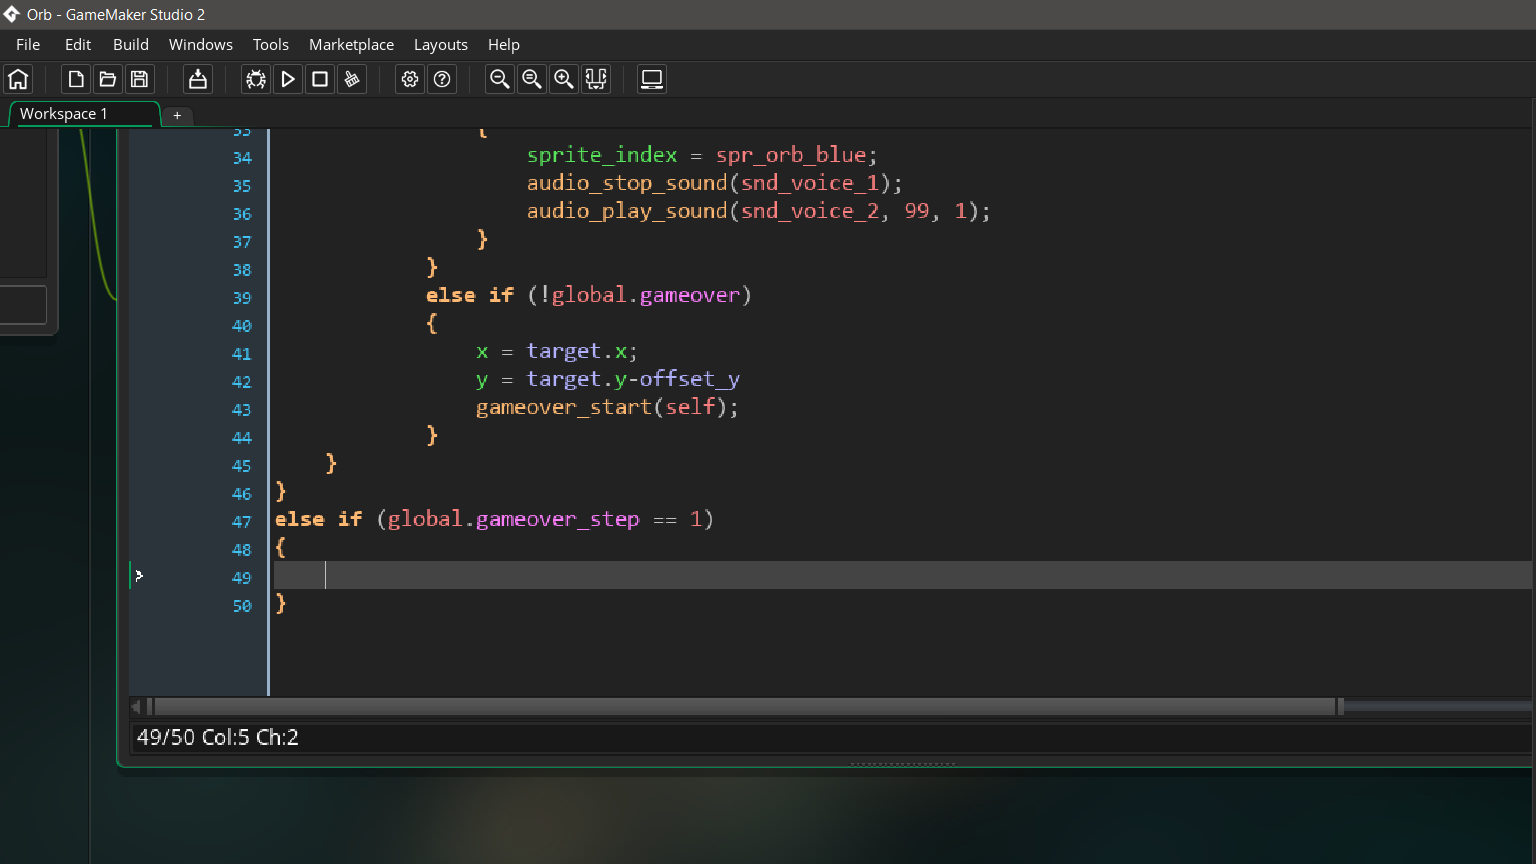 Orb - GameMaker Studio 2
File Edit Build Windows Tools Marketplace Layouts Help
Workspace 1 +
33 {
34 sprite_index = spr_orb_blue;
35 audio_stop_sound(snd_voice_1);
36 audio_play_sound(snd_voice_2, 99, 1);
37 }
38 }
39 else if (!global.gameover)
40 {
41 x = target.x;
42 y = target.y-offset_y
43 gameover_start(self);
44 }
45 }
46 }
47 else if (global.gameover_step == 1)
48 {
49
50 }
49/50 Col:5 Ch:2